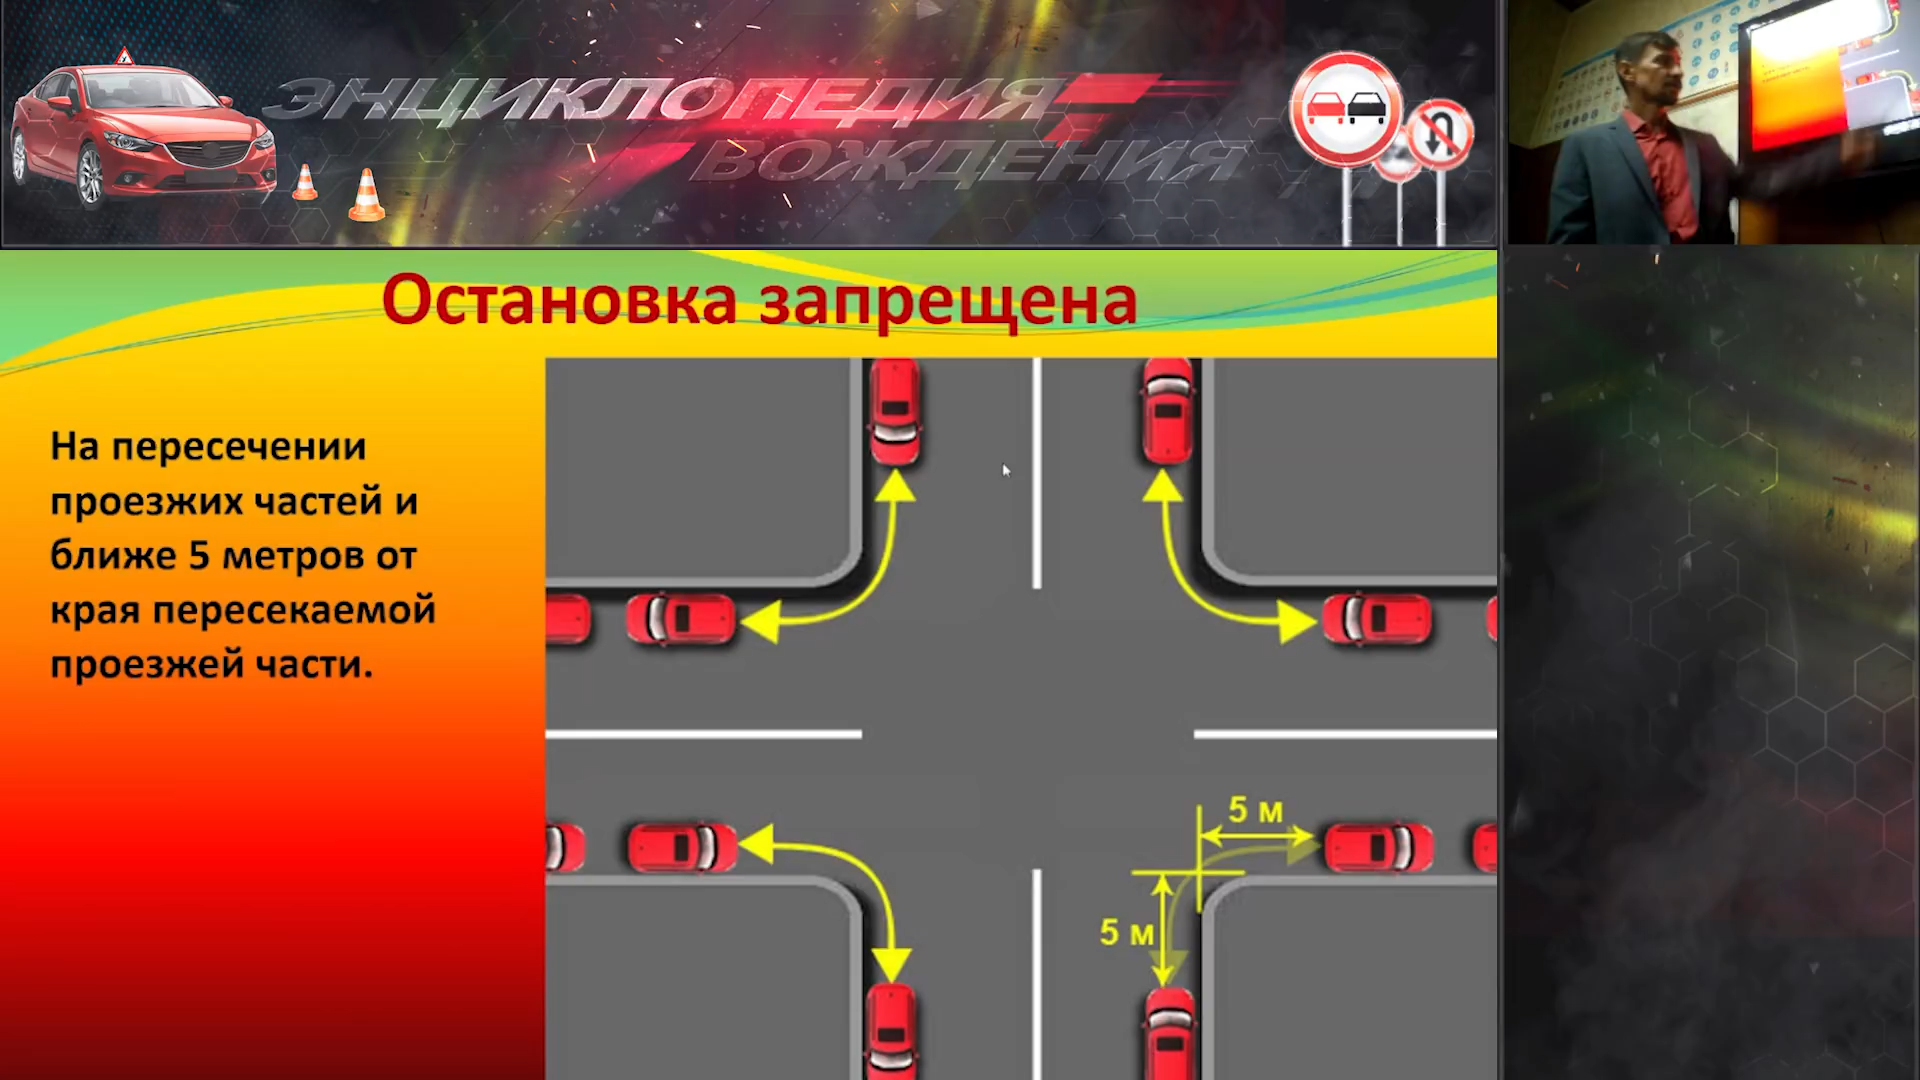 ЭНЦИКЛОПЕДИЯ
ВОЖДЕНИЯ
Остановка запрещена
На пересечении
проезжих частей и
ближе 5 метров от
края пересекаемой
проезжей части.
5 м
5 м